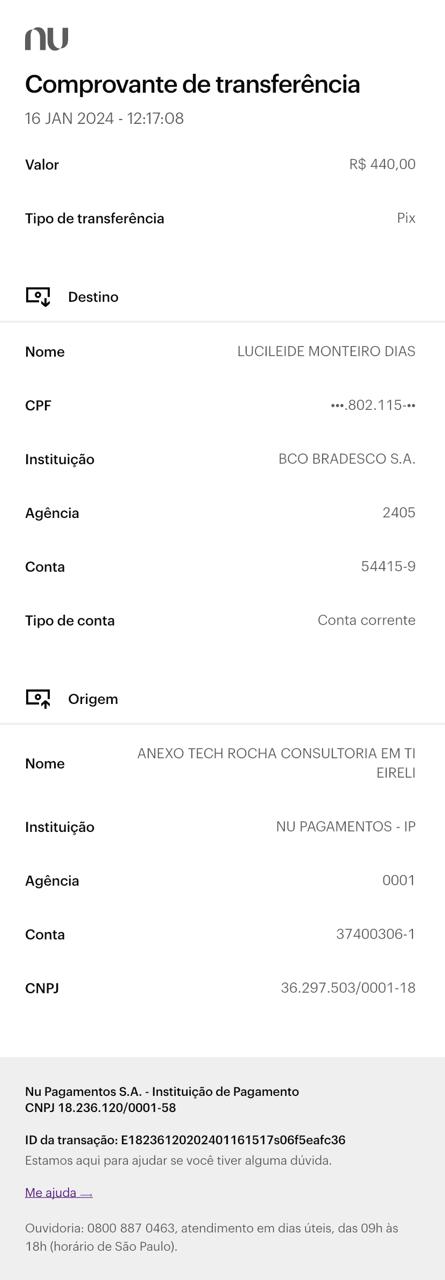 nu
Comprovante de transferência
16 JAN 2024 - 12:17:08
Valor R$ 440,00
Tipo de transferência Pix
Destino
Nome LUCILEIDE MONTEIRO DIAS
CPF •••.802.115-••
Instituição BCO BRADESCO S.A.
Agência 2405
Conta 54415-9
Tipo de conta Conta corrente
Origem
Nome ANEXO TECH ROCHA CONSULTORIA EM TI
EIRELI
Instituição NU PAGAMENTOS - IP
Agência 0001
Conta 37400306-1
CNPJ 36.297.503/0001-18
Nu Pagamentos S.A. - Instituição de Pagamento
CNPJ 18.236.120/0001-58
ID da transação: E18236120202401161517s06f5eafc36
Estamos aqui para ajudar se você tiver alguma dúvida.
Me ajuda
Ouvidoria: 0800 887 0463, atendimento em dias úteis, das 09h às
18h (horário de São Paulo).